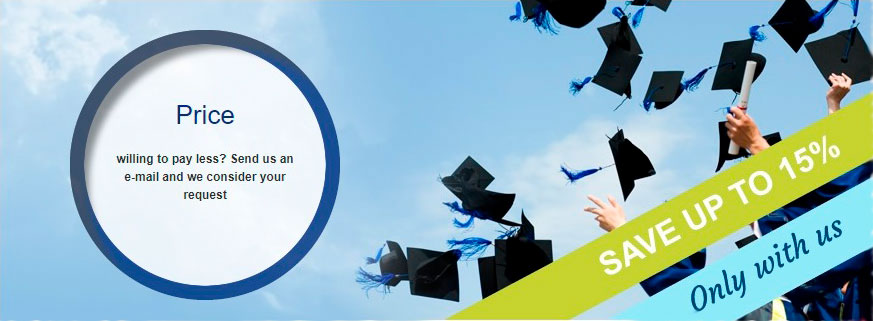 Price
willing to pay less? Send us an
e-mail and we consider your
request
SAVE UP TO 15%
Only with us